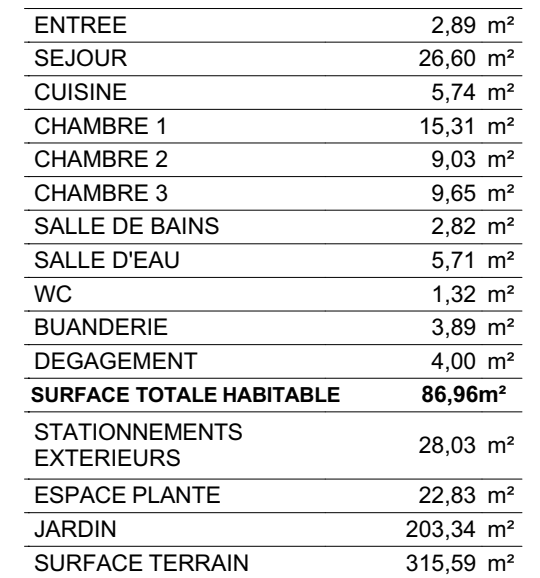 ENTREE 2,89 m²
SEJOUR 26,60 m²
CUISINE 5,74 m²
CHAMBRE 1 15,31 m²
CHAMBRE 2 9,03 m²
CHAMBRE 3 9,65 m²
SALLE DE BAINS 2,82 m²
SALLE D'EAU 5,71 m²
WC 1,32 m²
BUANDERIE 3,89 m²
DEGAGEMENT 4,00 m²
SURFACE TOTALE HABITABLE 86,96m²
STATIONNEMENTS
EXTERIEURS 28,03 m²
ESPACE PLANTE 22,83 m²
JARDIN 203,34 m²
SURFACE TERRAIN 315,59 m²